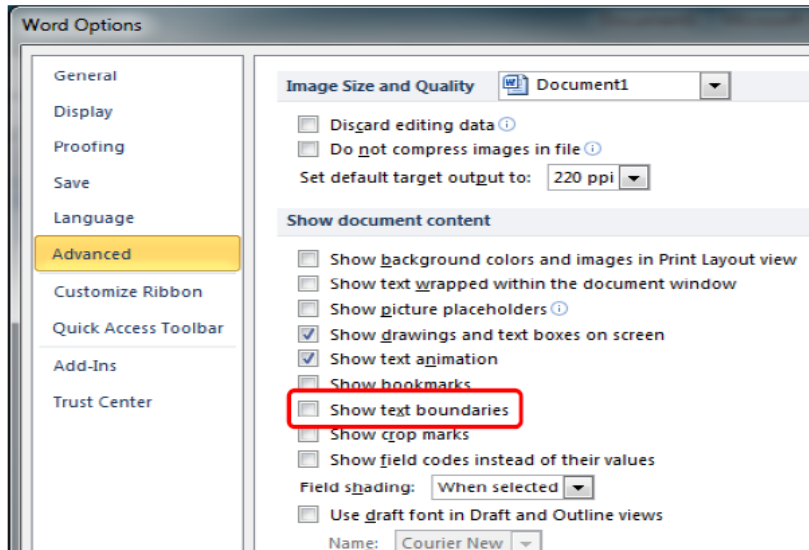 Word Options
General
Display
Proofing
Save
Language
Advanced
Customize Ribbon
Quick Access Toolbar
Add-Ins
Trust Center
Image Size and Quality Document1
Discard editing data
Do not compress images in file
Set default target output to: 220 ppi
Show document content
Show background colors and images in Print Layout view
Show text wrapped within the document window
Show picture placeholders
Show drawings and text boxes on screen
Show text animation
Show bookmarks
Show text boundaries
Show crop marks
Show field codes instead of their values
Field shading: When selected
Use draft font in Draft and Outline views
Name: Courier New